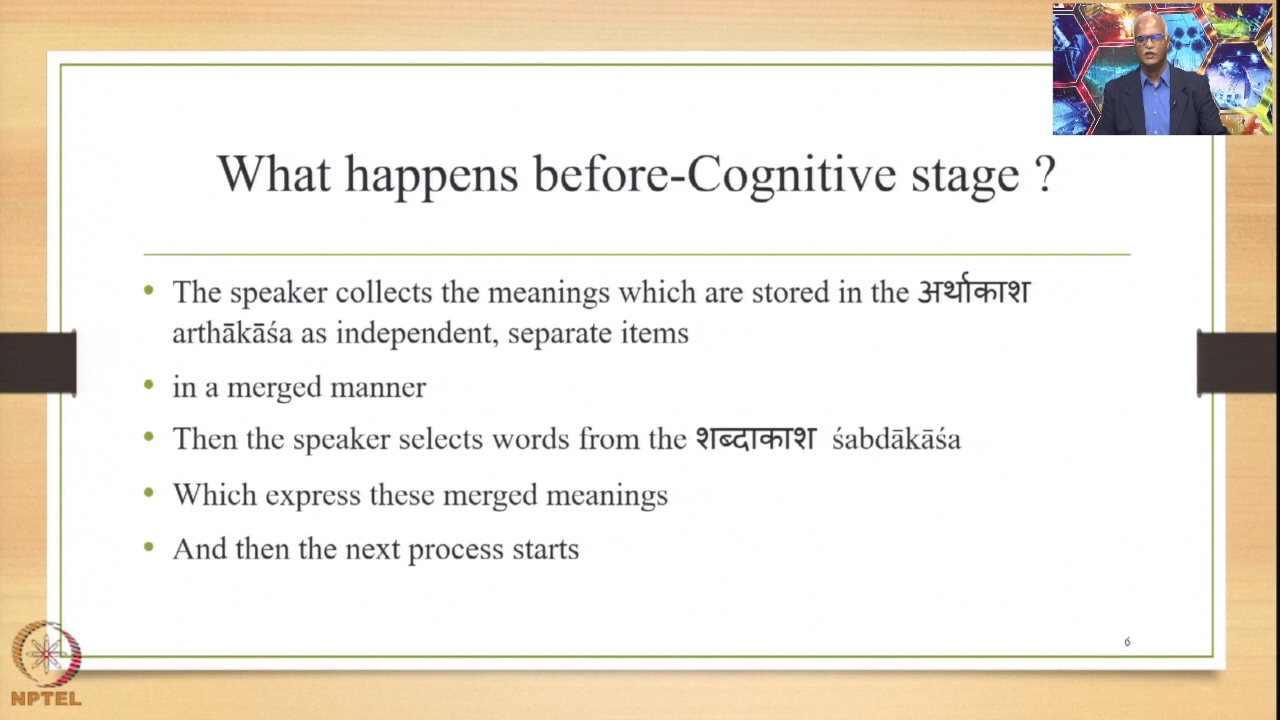 What happens before-Cognitive stage ?
• The speaker collects the meanings which are stored in the अर्थाकाश
arthākāśa as independent, separate items
• in a merged manner
• Then the speaker selects words from the शब्दाकाश śabdākāśa
• Which express these merged meanings
• And then the next process starts
6
NPTEL